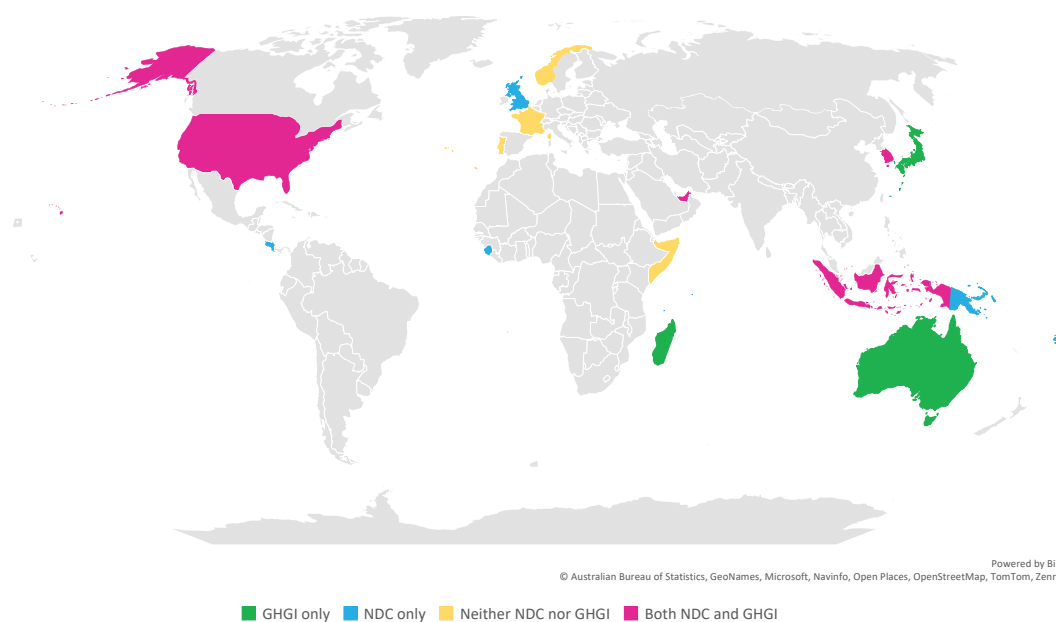 Powered by Bi
© Australian Bureau of Statistics, GeoNames, Microsoft, Navinfo, Open Places, OpenStreetMap, TomTom, Zenr
GHGI only NDC only Neither NDC nor GHGI Both NDC and GHGI